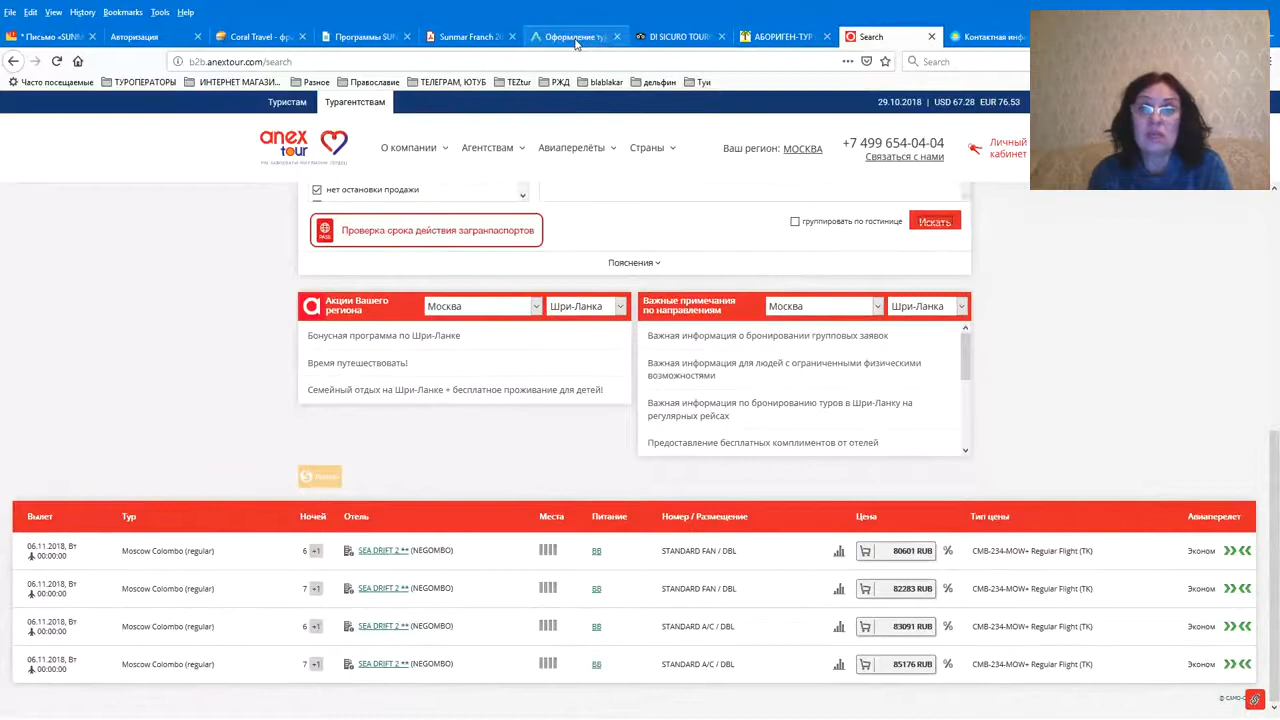 File Edit View History Bookmarks Tools Help
* Письмо «SUNM
Авторизация
Coral Travel - фр
Программы SUN
Sunmar Franch 20
Оформление ту
DI SICURO TOUR
АБОРИГЕН-ТУР
Search
Контактная инфо
b2b.anextour.com/search
Search
Часто посещаемые
ТУРОПЕРАТОРЫ
ИНТЕРНЕТ МАГАЗИ...
Разное
Православие
ТЕЛЕГРАМ, ЮТУБ
TEZtur
РЖД
blablakar
дельфин
Туи
Туристам
Турагентствам
29.10.2018 | USD 67.28 EUR 76.53
anex tour
О компании
Агентствам
Авиаперелёты
Страны
Ваш регион: МОСКВА
+7 499 654-04-04
Связаться с нами
Личный кабинет
нет остановки продажи
Проверка срока действия загранпаспортов
группировать по гостинице
Искать
Пояснения
Акции Вашего региона
Москва
Шри-Ланка
Важные примечания по направлениям
Москва
Шри-Ланка
Бонусная программа по Шри-Ланке
Время путешествовать!
Семейный отдых на Шри-Ланке + бесплатное проживание для детей!
Важная информация о бронировании групповых заявок
Важная информация для людей с ограниченными физическими
возможностями
Важная информация по бронированию туров в Шри-Ланку на
регулярных рейсах
Предоставление бесплатных комплиментов от отелей
Вылет Тур Ночей Отель Места Питание Номер / Размещение Цена Тип цены Авиаперелет
06.11.2018, Вт 00:00:00 Moscow Colombo (regular) 6 +1 SEA DRIFT 2 ** (NEGOMBO) BB STANDARD FAN / DBL 80601 RUB % CMB-234-MOW+ Regular Flight (TK) Эконом
06.11.2018, Вт 00:00:00 Moscow Colombo (regular) 7 +1 SEA DRIFT 2 ** (NEGOMBO) BB STANDARD FAN / DBL 82283 RUB % CMB-234-MOW+ Regular Flight (TK) Эконом
06.11.2018, Вт 00:00:00 Moscow Colombo (regular) 6 +1 SEA DRIFT 2 ** (NEGOMBO) BB STANDARD A/C / DBL 83091 RUB % CMB-234-MOW+ Regular Flight (TK) Эконом
06.11.2018, Вт 00:00:00 Moscow Colombo (regular) 7 +1 SEA DRIFT 2 ** (NEGOMBO) BB STANDARD A/C / DBL 85176 RUB % CMB-234-MOW+ Regular Flight (TK) Эконом